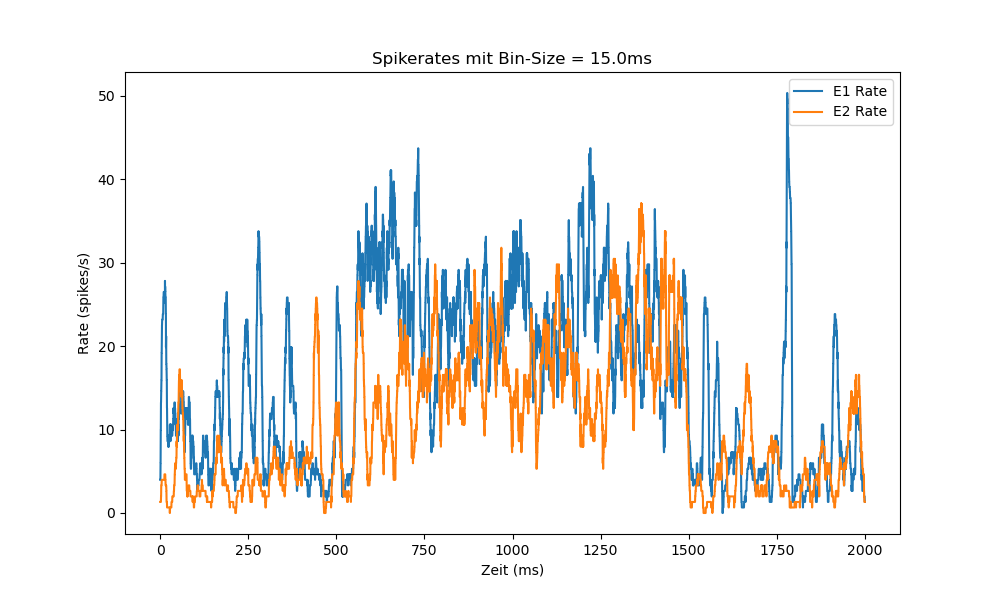 Spikerates mit Bin-Size = 15.0ms
E1 Rate
E2 Rate
Rate (spikes/s)
50
40
30
20
10
0
0 250 500 750 1000 1250 1500 1750 2000
Zeit (ms)